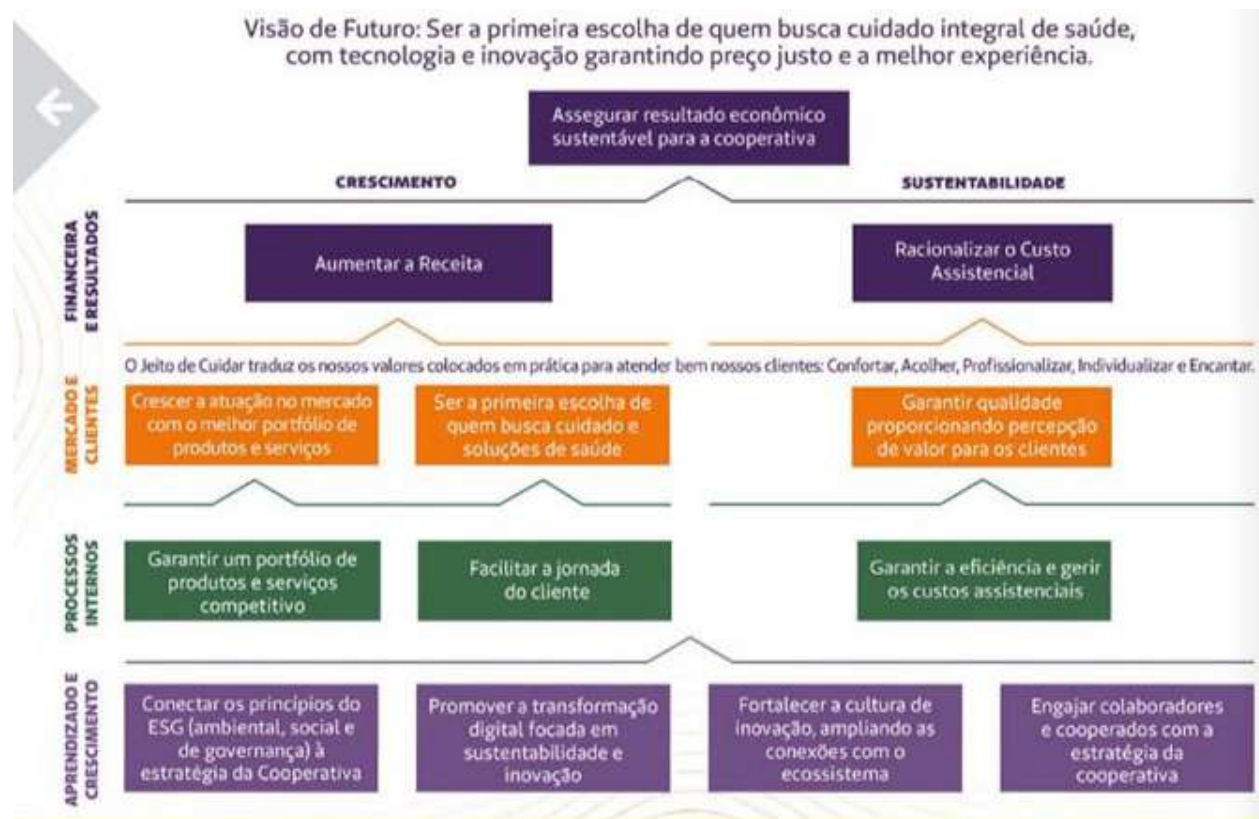 Visão de Futuro: Ser a primeira escolha de quem busca cuidado integral de saúde,
com tecnologia e inovação garantindo preço justo e a melhor experiência.
Assegurar resultado econômico
sustentável para a cooperativa
CRESCIMENTO
SUSTENTABILIDADE
FINANCEIRA
E RESULTADOS
Aumentar a Receita
Racionalizar o Custo
Assistencial
O Jeito de Cuidar traduz os nossos valores colocados em prática para atender bem nossos clientes: Confortar, Acolher, Profissionalizar, Individualizar e Encantar.
MERCADO E
CLIENTES
Crescer a atuação no mercado
com o melhor portfólio de
produtos e serviços
Ser a primeira escolha de
quem busca cuidado e
soluções de saúde
Garantir qualidade
proporcionando percepção
de valor para os clientes
PROCESSOS
INTERNOS
Garantir um portfólio de
produtos e serviços
competitivo
Facilitar a jornada
do cliente
Garantir a eficiência e gerir
os custos assistenciais
APRENDIZADO E
CRESCIMENTO
Conectar os princípios do
ESG (ambiental, social e
de governança) à
estratégia da Cooperativa
Promover a transformação
digital focada em
sustentabilidade e
inovação
Fortalecer a cultura de
inovação, ampliando as
conexões com o
ecossistema
Engajar colaboradores
e cooperados com a
estratégia da
cooperativa